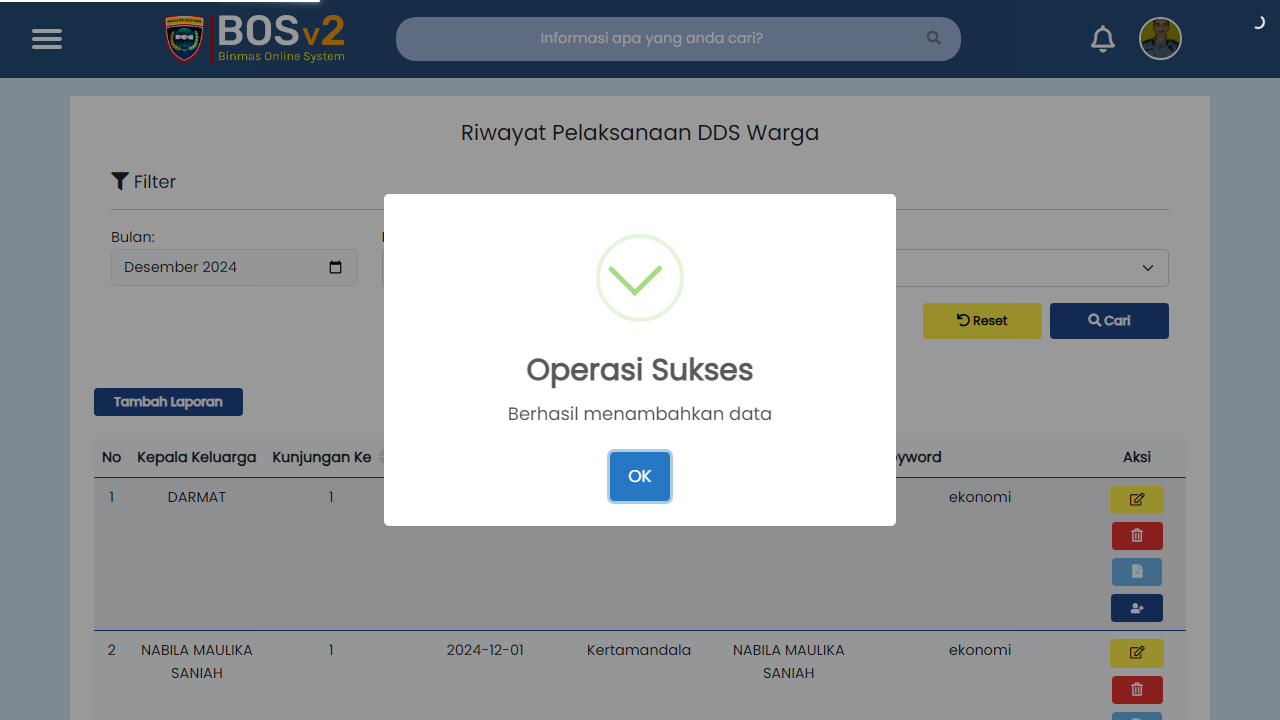 BOSv2
Binmas Online System
Informasi apa yang anda cari?
Riwayat Pelaksanaan DDS Warga
Filter
Bulan:
Desember 2024
Reset
Cari
Operasi Sukses
Berhasil menambahkan data
OK
Tambah Laporan
No Kepala Keluarga Kunjungan Ke Aksi
1 DARMAT 1 ekonomi
2 NABILA MAULIKA SANIAH 1 2024-12-01 Kertamandala NABILA MAULIKA SANIAH ekonomi